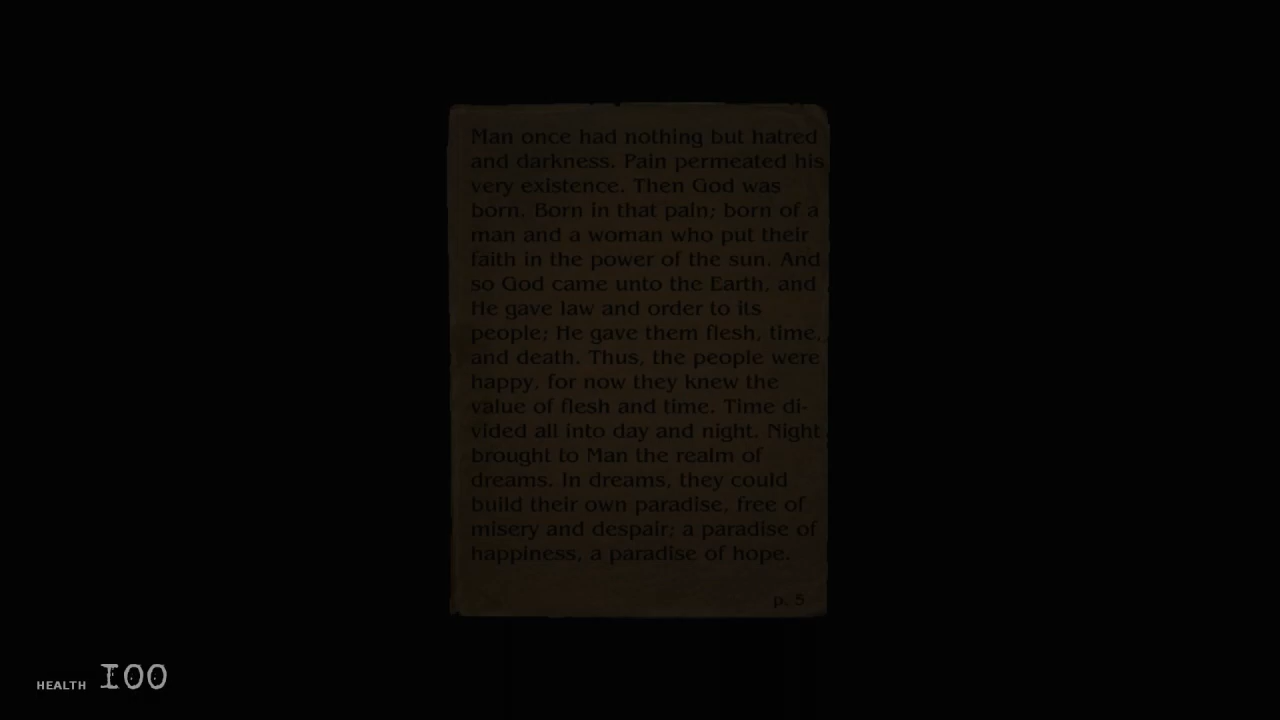 Man once had nothing but hatred
and darkness. Pain permeated his
very existence. Then God was
born. Born in that pain; born of a
man and a woman who put their
faith in the power of the sun. And
so God came unto the Earth, and
He gave law and order to its
people; He gave them flesh, time,
and death. Thus, the people were
happy, for now they knew the
value of flesh and time. Time di-
vided all into day and night. Night
brought to Man the realm of
dreams. In dreams, they could
build their own paradise, free of
misery and despair; a paradise of
happiness, a paradise of hope.
p. 5
HEALTH 100